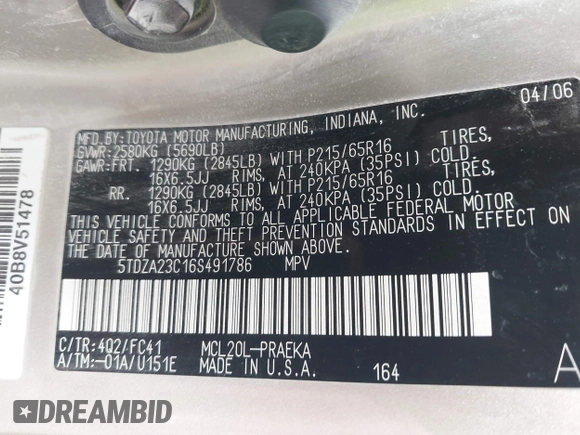 04/06
MFD.BY:TOYOTA MOTOR MANUFACTURING, INDIANA, INC.
GVWR:2580KG (5690LB)
GAWR:FRT. 1290KG (2845LB) WITH P215/65R16 TIRES,
16X6.5JJ RIMS, AT 240KPA (35PSI) COLD.
RR. 1290KG (2845LB) WITH P215/65R16 TIRES,
16X6.5JJ RIMS, AT 240KPA (35PSI) COLD.
THIS VEHICLE CONFORMS TO ALL APPLICABLE FEDERAL MOTOR
VEHICLE SAFETY AND THEFT PREVENTION STANDARDS IN EFFECT ON
THE DATE OF MANUFACTURE SHOWN ABOVE.
5TDZA23C16S491786 MPV
C/TR:4Q2/FC41 MCL20L-PRAEKA
A/TM:-01A/U151E MADE IN U.S.A. 164 A
40B8V51478
DREAMBID